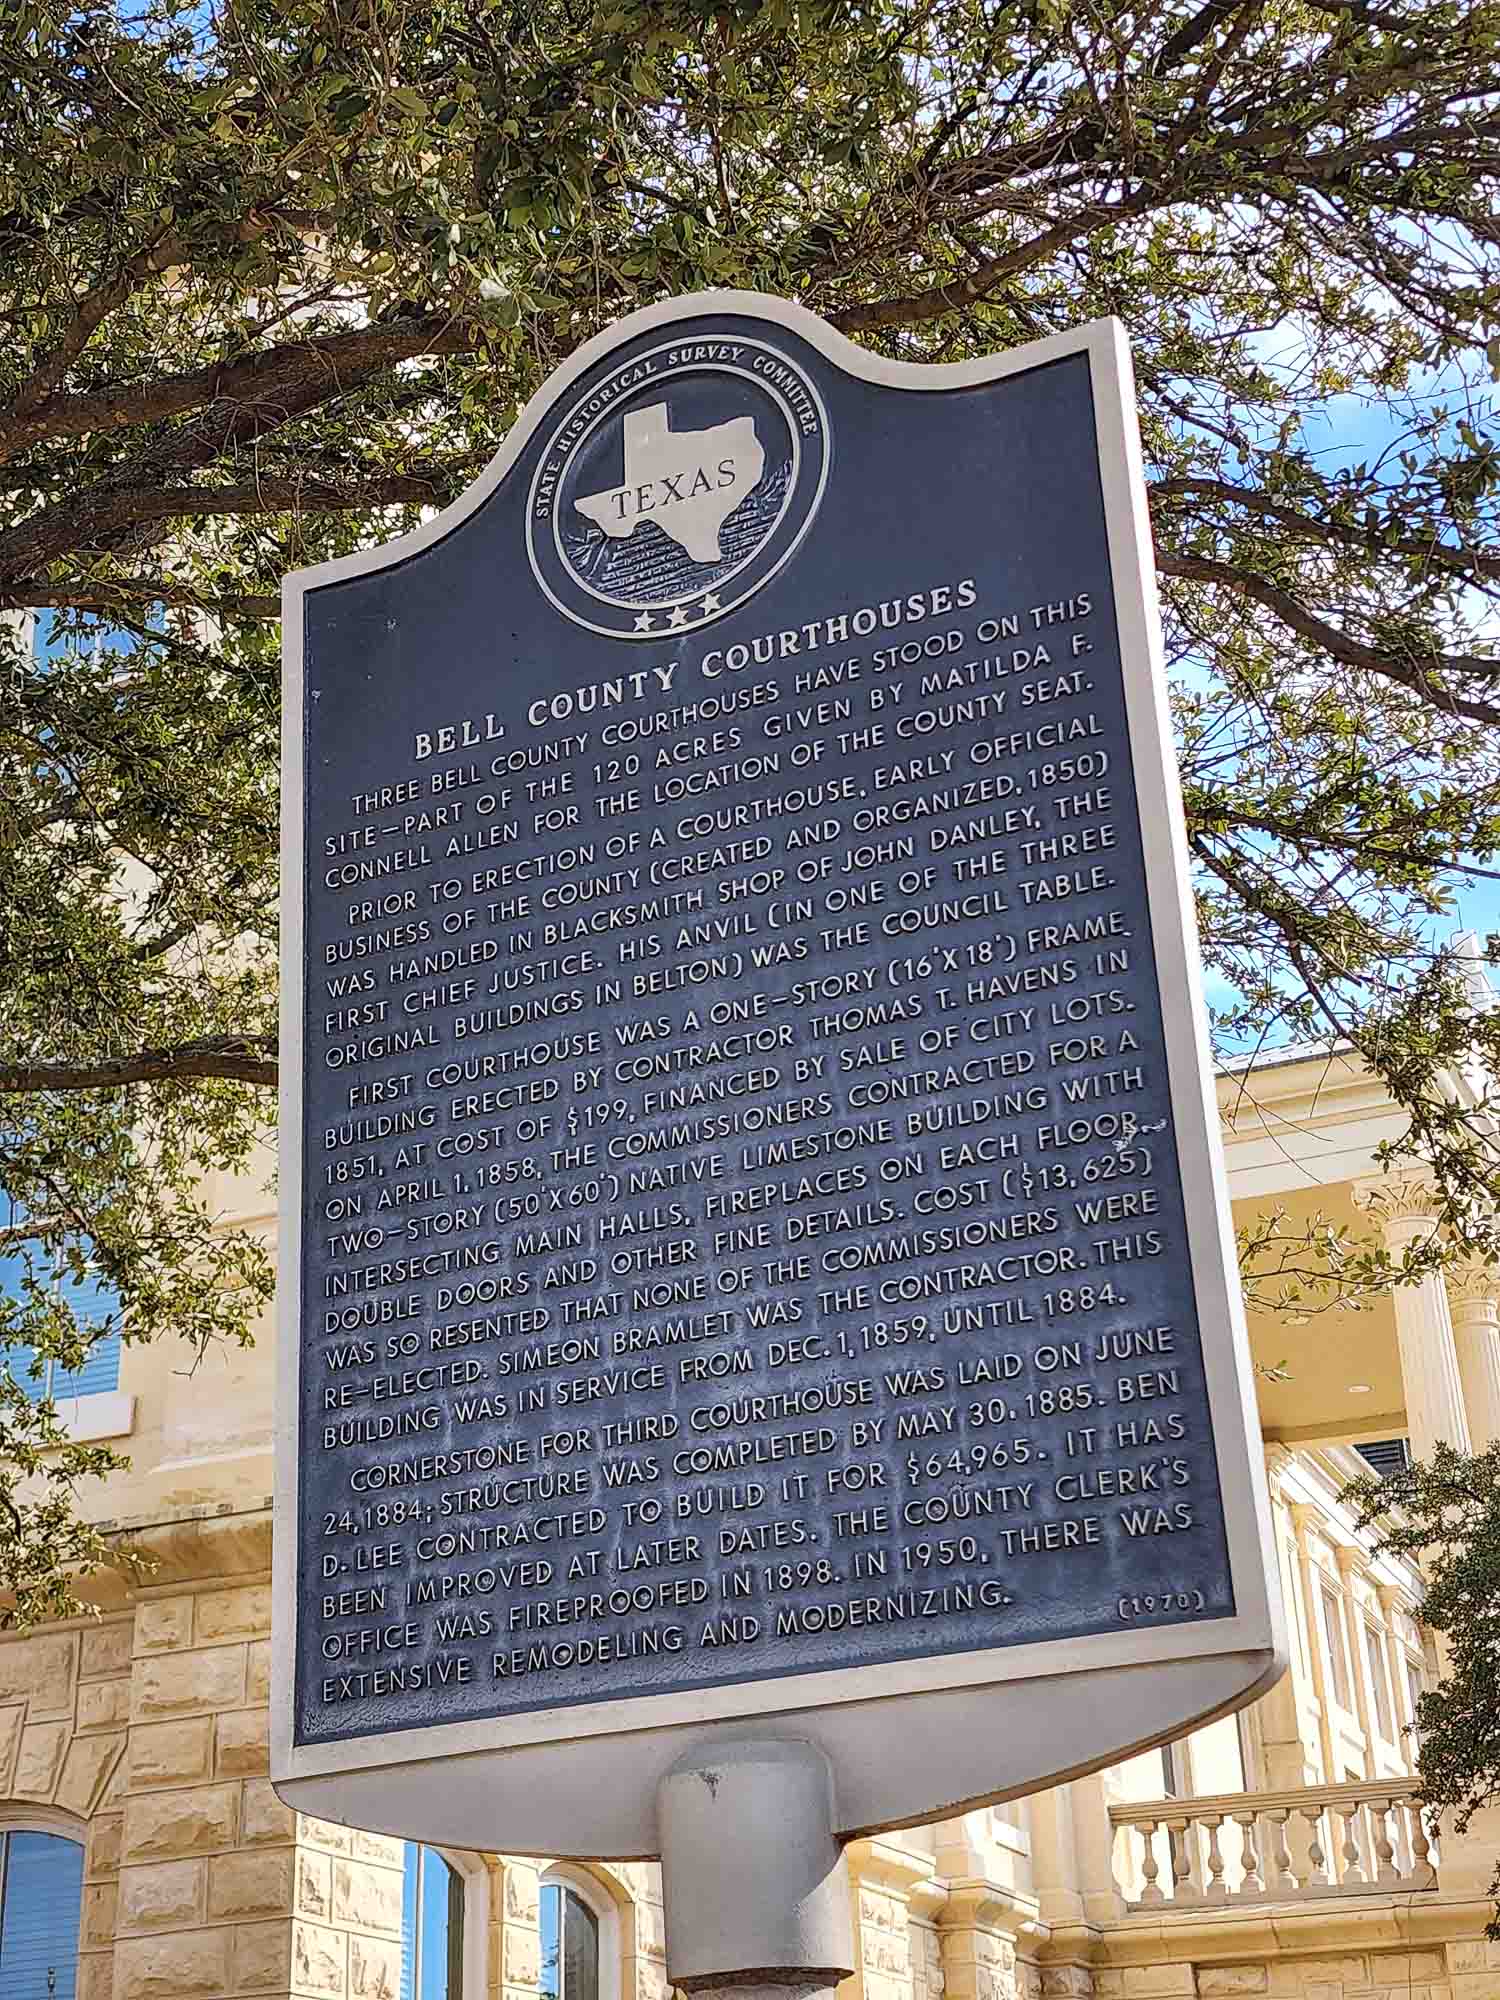 STATE HISTORICAL SURVEY COMMITTEE
TEXAS
BELL COUNTY COURTHOUSES
THREE BELL COUNTY COURTHOUSES HAVE STOOD ON THIS
SITE—PART OF THE 120 ACRES GIVEN BY MATILDA F.
CONNELL ALLEN FOR THE LOCATION OF THE COUNTY SEAT.
PRIOR TO ERECTION OF A COURTHOUSE, EARLY OFFICIAL
BUSINESS OF THE COUNTY (CREATED AND ORGANIZED, 1850)
WAS HANDLED IN BLACKSMITH SHOP OF JOHN DANLEY, THE
FIRST CHIEF JUSTICE. HIS ANVIL (IN ONE OF THE THREE
ORIGINAL BUILDINGS IN BELTON) WAS THE COUNCIL TABLE.
FIRST COURTHOUSE WAS A ONE-STORY (16'X18') FRAME
BUILDING ERECTED BY CONTRACTOR THOMAS T. HAVENS IN
1851, AT COST OF $199, FINANCED BY SALE OF CITY LOTS.
ON APRIL 1, 1858, THE COMMISSIONERS CONTRACTED FOR A
TWO-STORY (50'X60') NATIVE LIMESTONE BUILDING WITH
INTERSECTING MAIN HALLS, FIREPLACES ON EACH FLOOR,
DOUBLE DOORS AND OTHER FINE DETAILS. COST ($13,625)
WAS SO RESENTED THAT NONE OF THE COMMISSIONERS WERE
RE-ELECTED. SIMEON BRAMLET WAS THE CONTRACTOR. THIS
BUILDING WAS IN SERVICE FROM DEC. 1, 1859, UNTIL 1884.
CORNERSTONE FOR THIRD COURTHOUSE WAS LAID ON JUNE
24, 1884; STRUCTURE WAS COMPLETED BY MAY 30, 1885. BEN
D. LEE CONTRACTED TO BUILD IT FOR $64,965. IT HAS
BEEN IMPROVED AT LATER DATES. THE COUNTY CLERK'S
OFFICE WAS FIREPROOFED IN 1898. IN 1950, THERE WAS
EXTENSIVE REMODELING AND MODERNIZING.
(1970)